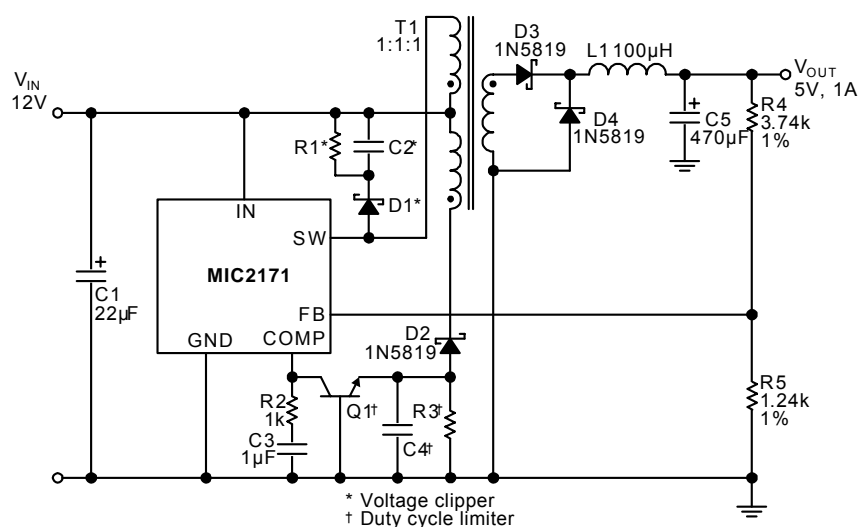 T1
1:1:1
D3
1N5819
L1 100µH
VOUT
5V, 1A
VIN
12V
R4
3.74k
1%
C5
470µF
D4
1N5819
R1*
C2*
D1*
IN
SW
MIC2171
C1
22µF
FB
GND
COMP
D2
1N5819
R2
1k
C3
1µF
Q1†
C4†
R3†
R5
1.24k
1%
* Voltage clipper
† Duty cycle limiter